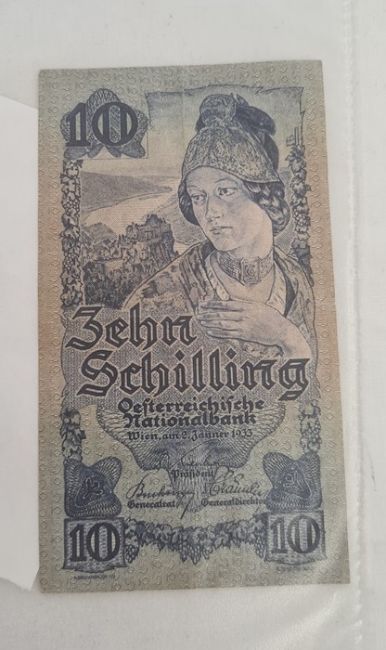 10
Zehn
Schilling
Oesterreichische
Nationalbank
Wien, am 2. Jänner 1933
Präsident
Generalrat Generaldirektor
10 10